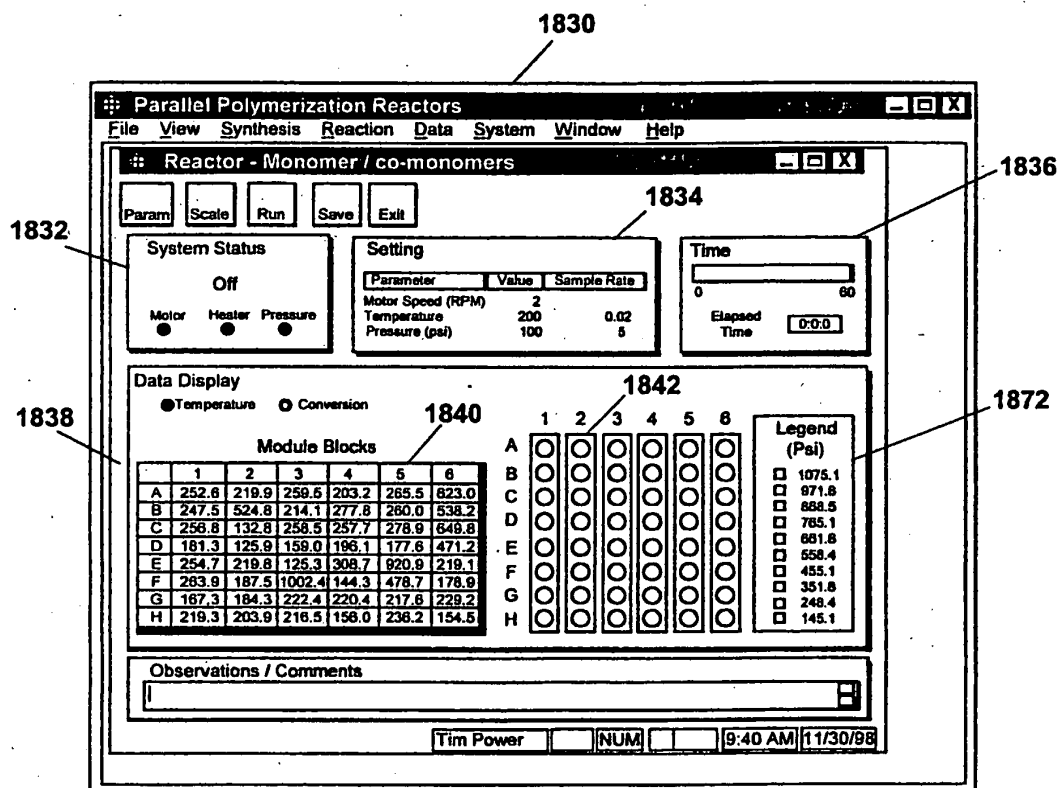 1830
Parallel Polymerization Reactors
File View Synthesis Reaction Data System Window Help
Reactor - Monomer / co-monomers
1836
Param Scale Run Save Exit
1834
1832
System Status
Off
Motor Heater Pressure
Setting
Parameter Value Sample Rate
Motor Speed (RPM) 2
Temperature 200 0.02
Pressure (psi) 100 5
Time
0 60
Elapsed Time 0:0:0
Data Display
Temperature Conversion
1838
1840
1842
1872
Module Blocks
1 2 3 4 5 6
A 252.6 219.9 259.5 203.2 265.5 823.0
B 247.5 524.8 214.1 277.8 260.0 538.2
C 256.8 132.8 258.5 257.7 278.9 649.8
D 181.3 125.9 159.0 196.1 177.6 471.2
E 254.7 219.8 125.3 308.7 920.9 219.1
F 263.9 187.5 1002.4 144.3 478.7 178.9
G 167.3 184.3 222.4 220.4 217.6 229.2
H 219.3 203.9 216.5 158.0 236.2 154.5
1 2 3 4 5 6
A
B
C
D
E
F
G
H
Legend
(Psi)
1075.1
971.8
868.5
765.1
661.8
558.4
455.1
351.8
248.4
145.1
Observations / Comments
Tim Power NUM 9:40 AM 11/30/98